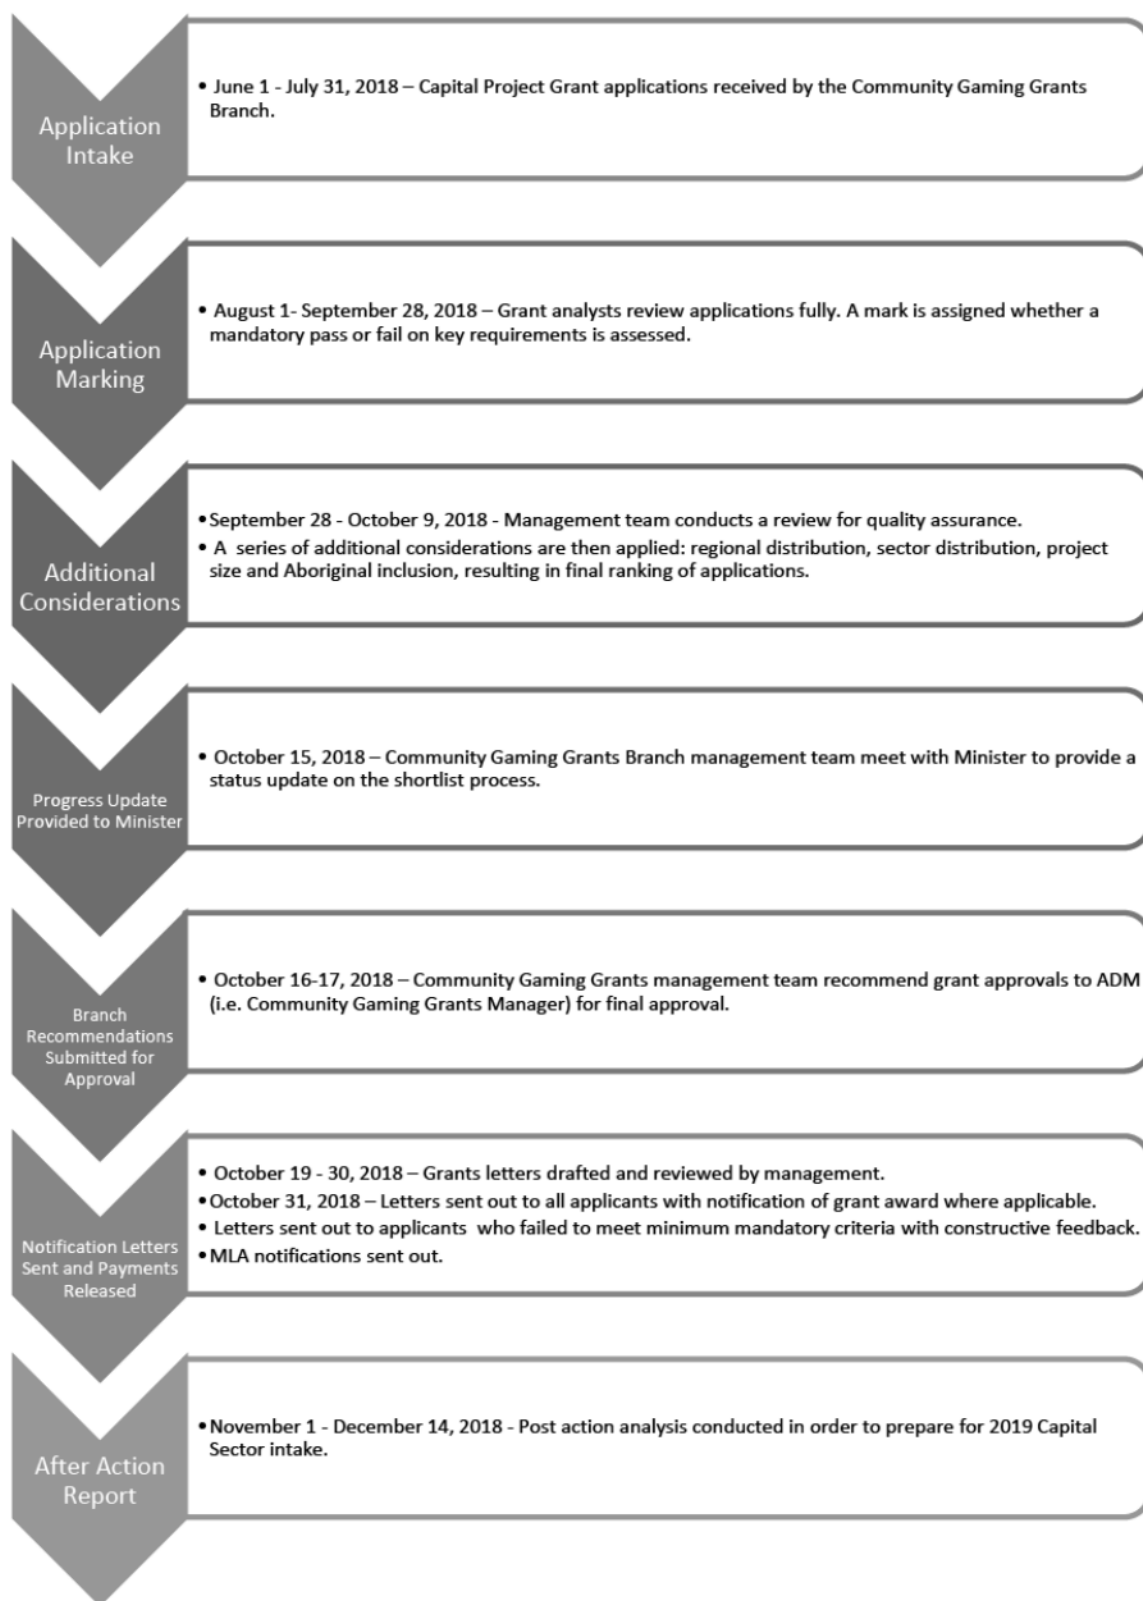 Application
Intake
• June 1 - July 31, 2018 – Capital Project Grant applications received by the Community Gaming Grants
Branch.
Application
Marking
• August 1- September 28, 2018 – Grant analysts review applications fully. A mark is assigned whether a
mandatory pass or fail on key requirements is assessed.
Additional
Considerations
•September 28 - October 9, 2018 - Management team conducts a review for quality assurance.
• A series of additional considerations are then applied: regional distribution, sector distribution, project
size and Aboriginal inclusion, resulting in final ranking of applications.
Progress Update
Provided to Minister
• October 15, 2018 – Community Gaming Grants Branch management team meet with Minister to provide a
status update on the shortlist process.
Branch
Recommendations
Submitted for
Approval
• October 16-17, 2018 – Community Gaming Grants management team recommend grant approvals to ADM
(i.e. Community Gaming Grants Manager) for final approval.
Notification Letters
Sent and Payments
Released
• October 19 - 30, 2018 – Grants letters drafted and reviewed by management.
•October 31, 2018 – Letters sent out to all applicants with notification of grant award where applicable.
• Letters sent out to applicants who failed to meet minimum mandatory criteria with constructive feedback.
•MLA notifications sent out.
After Action
Report
•November 1 - December 14, 2018 - Post action analysis conducted in order to prepare for 2019 Capital
Sector intake.